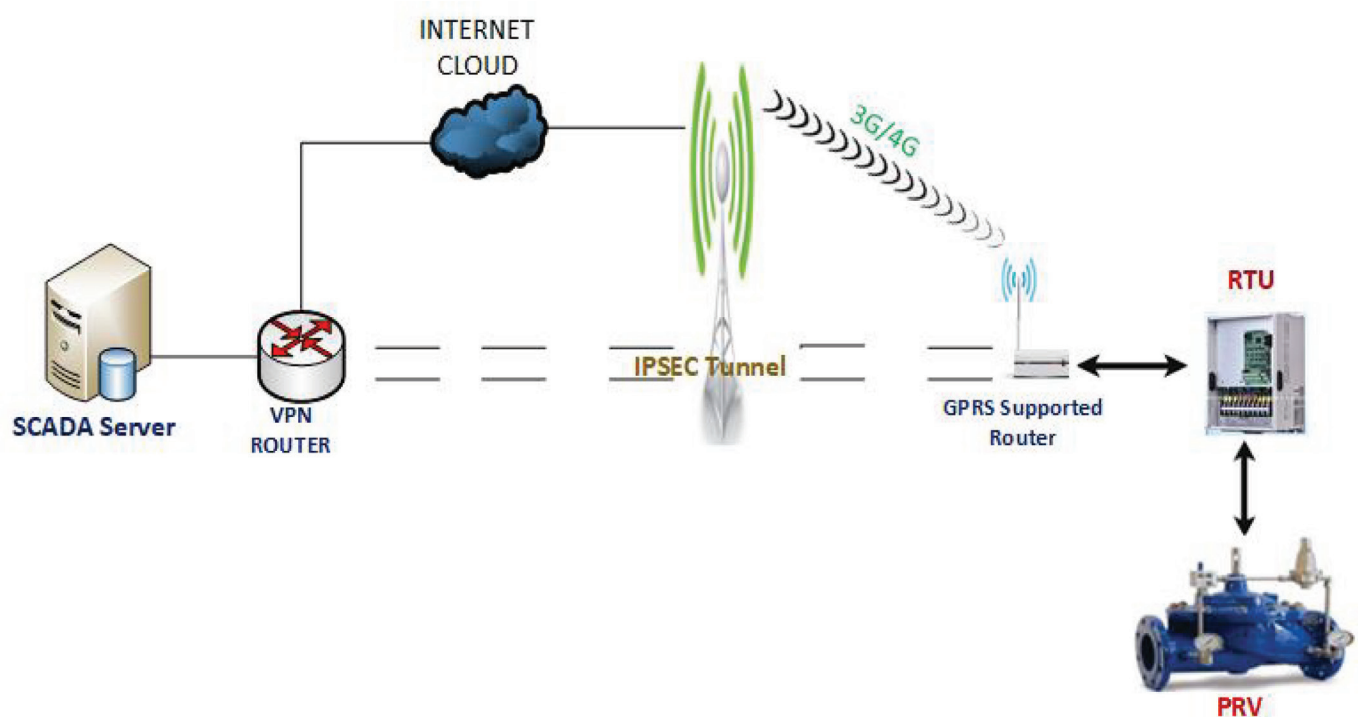 INTERNET
CLOUD
3G/4G
RTU
IPSEC Tunnel
SCADA Server
VPN
ROUTER
GPRS Supported
Router
PRV